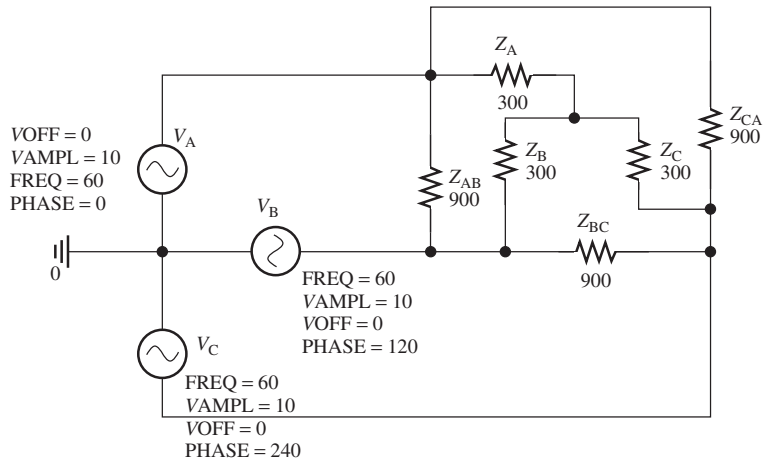 Z_A
300
Z_CA
900
Z_B
300
Z_C
300
Z_AB
900
Z_BC
900
VOFF = 0
VAMPL = 10
FREQ = 60
PHASE = 0
V_A
V_B
0
FREQ = 60
VAMPL = 10
VOFF = 0
PHASE = 120
V_C
FREQ = 60
VAMPL = 10
VOFF = 0
PHASE = 240